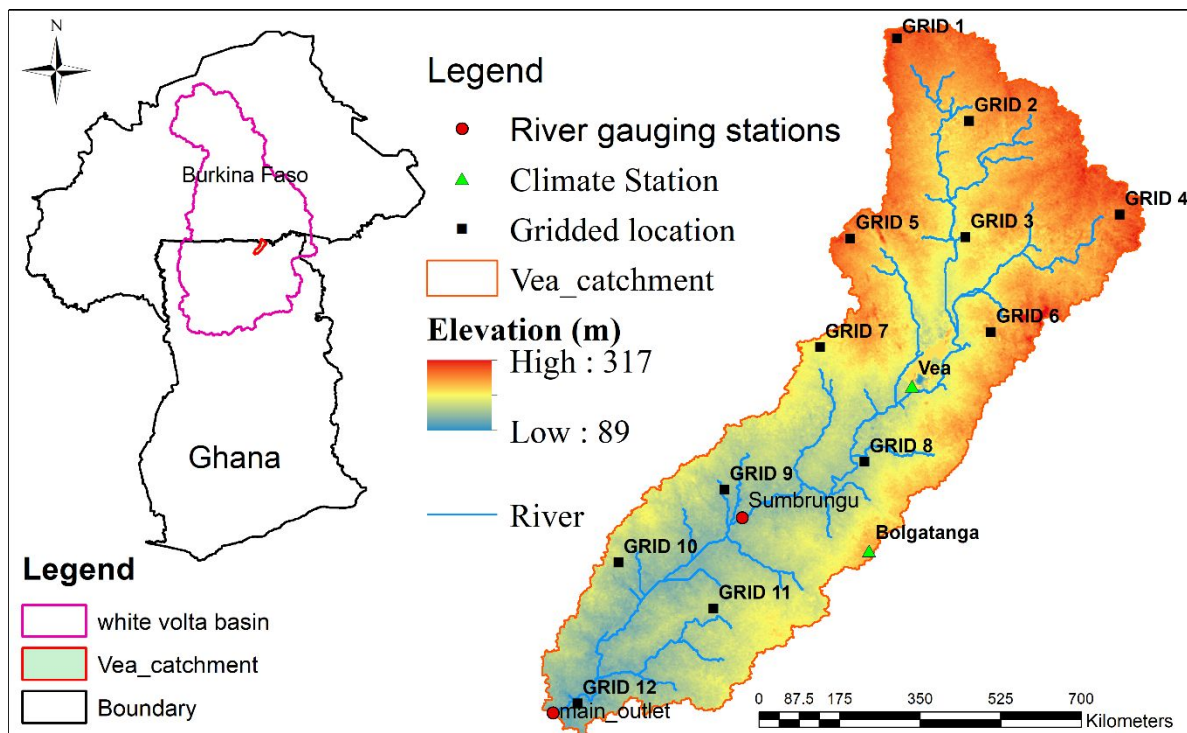 N
Burkina Faso
Ghana
Legend
white volta basin
Vea_catchment
Boundary
Legend
River gauging stations
Climate Station
Gridded location
Vea_catchment
Elevation (m)
High : 317
Low : 89
River
GRID 1
GRID 2
GRID 4
GRID 5
GRID 3
GRID 6
GRID 7
Vea
GRID 8
GRID 9
Sumbrungu
Bolgatanga
GRID 10
GRID 11
GRID 12
main_outlet
0 87.5 175 350 525 700
Kilometers